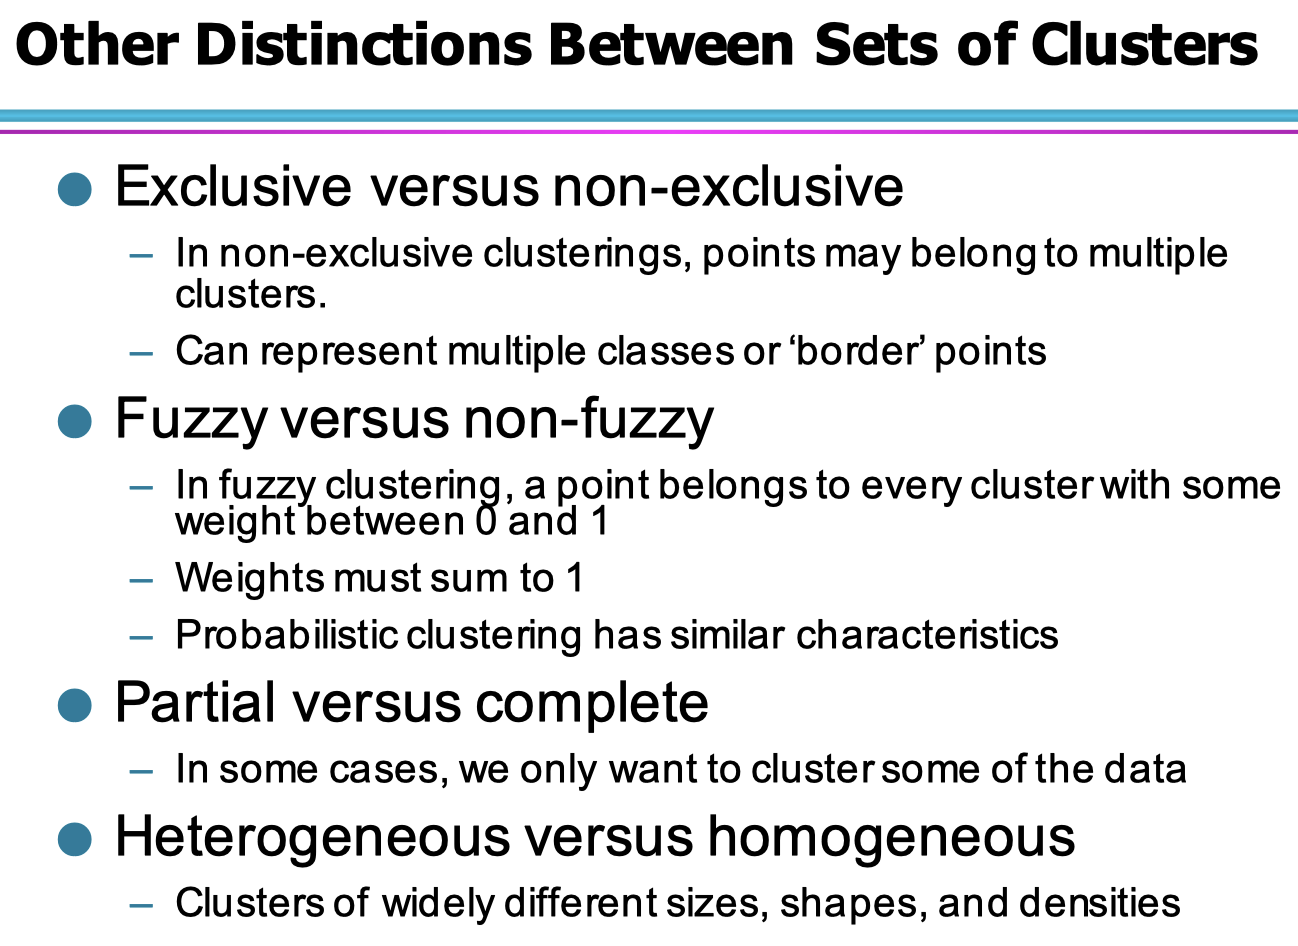 Other Distinctions Between Sets of Clusters
● Exclusive versus non-exclusive
– In non-exclusive clusterings, points may belong to multiple
clusters.
– Can represent multiple classes or ‘border’ points
● Fuzzy versus non-fuzzy
– In fuzzy clustering, a point belongs to every cluster with some
weight between 0 and 1
– Weights must sum to 1
– Probabilistic clustering has similar characteristics
● Partial versus complete
– In some cases, we only want to cluster some of the data
● Heterogeneous versus homogeneous
– Clusters of widely different sizes, shapes, and densities